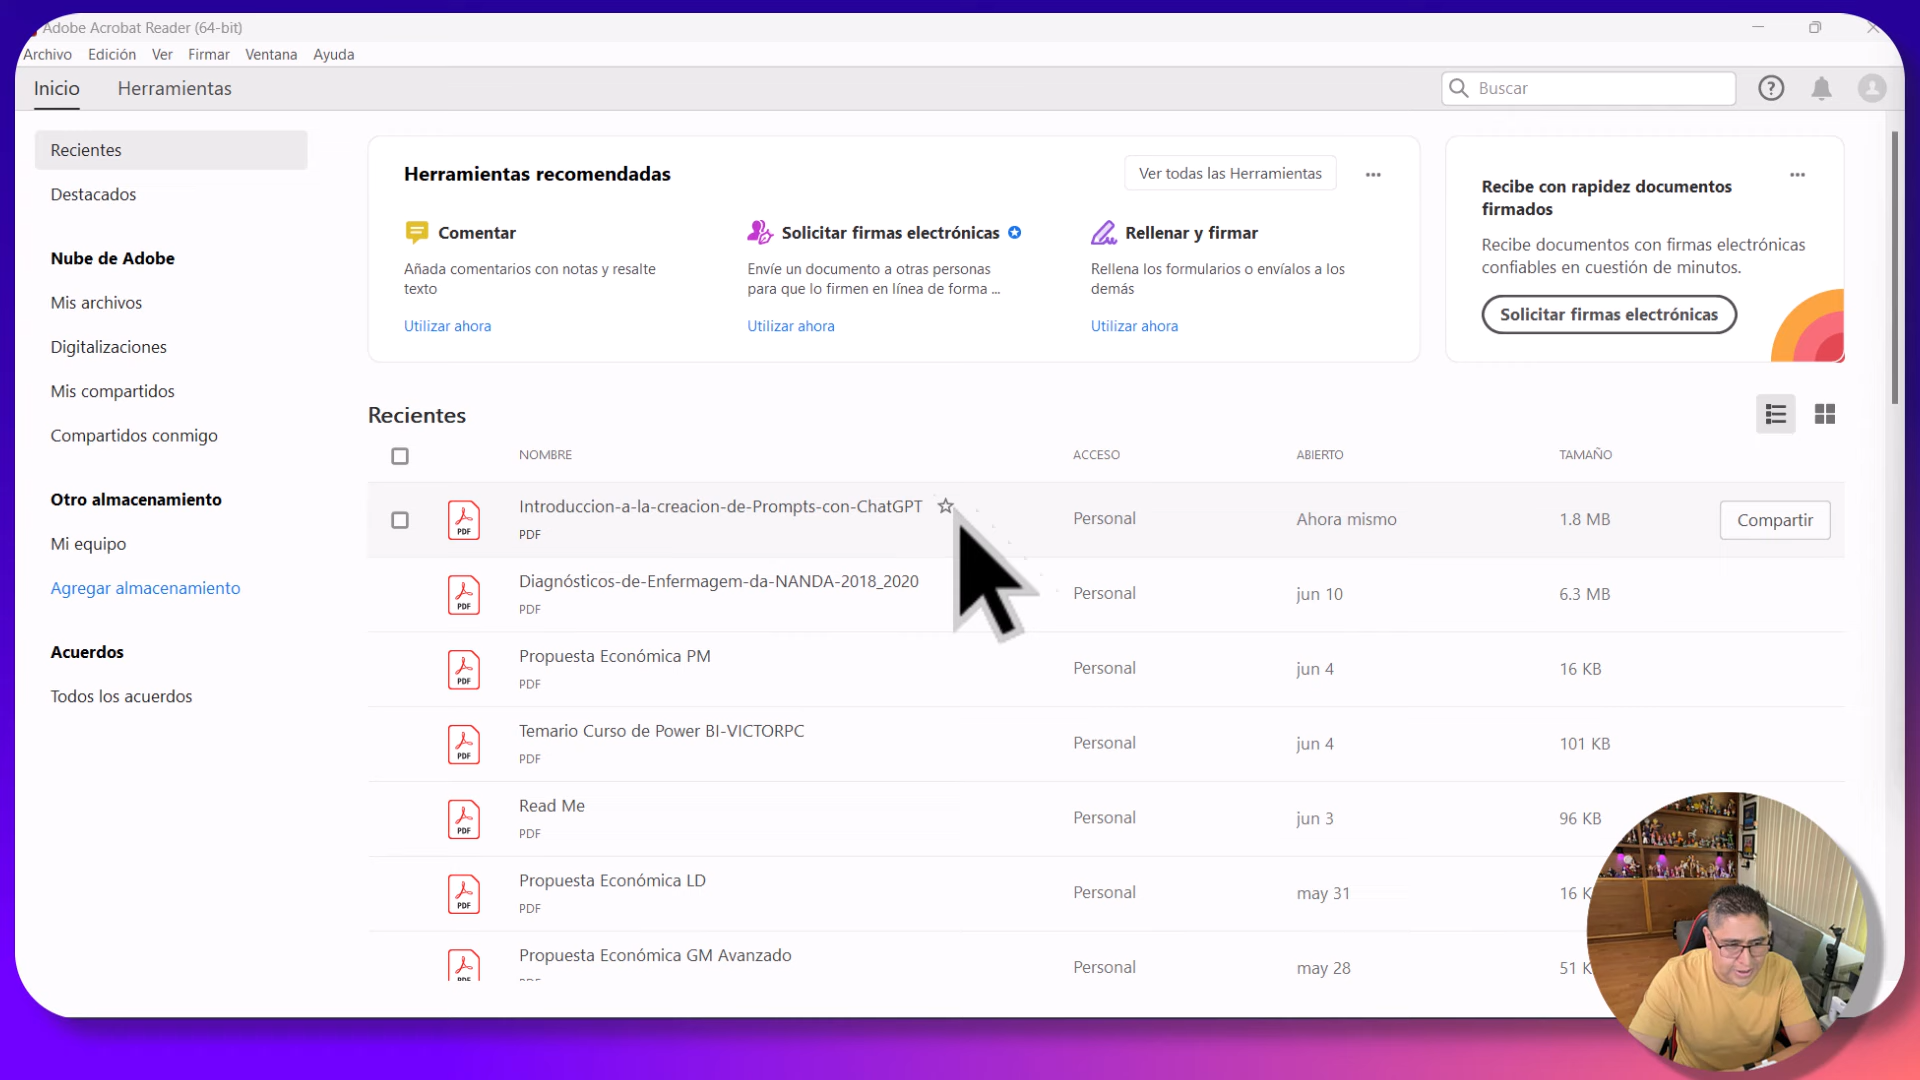 Adobe Acrobat Reader (64-bit)
Archivo Edición Ver Firmar Ventana Ayuda
Inicio Herramientas
Buscar
Recientes
Destacados
Nube de Adobe
Mis archivos
Digitalizaciones
Mis compartidos
Compartidos conmigo
Otro almacenamiento
Mi equipo
Agregar almacenamiento
Acuerdos
Todos los acuerdos
Herramientas recomendadas
Ver todas las Herramientas
Comentar
Añada comentarios con notas y resalte
texto
Utilizar ahora
Solicitar firmas electrónicas
Envíe un documento a otras personas
para que lo firmen en línea de forma ...
Utilizar ahora
Rellenar y firmar
Rellena los formularios o envíalos a los
demás
Utilizar ahora
Recibe con rapidez documentos
firmados
Recibe documentos con firmas electrónicas
confiables en cuestión de minutos.
Solicitar firmas electrónicas
Recientes
NOMBRE ACCESO ABIERTO TAMAÑO
Introduccion-a-la-creacion-de-Prompts-con-ChatGPT Personal Ahora mismo 1.8 MB Compartir
PDF
Diagnósticos-de-Enfermagem-da-NANDA-2018_2020 Personal jun 10 6.3 MB
PDF
Propuesta Económica PM Personal jun 4 16 KB
PDF
Temario Curso de Power BI-VICTORPC Personal jun 4 101 KB
PDF
Read Me Personal jun 3 96 KB
PDF
Propuesta Económica LD Personal may 31 16 K
PDF
Propuesta Económica GM Avanzado Personal may 28 51 K